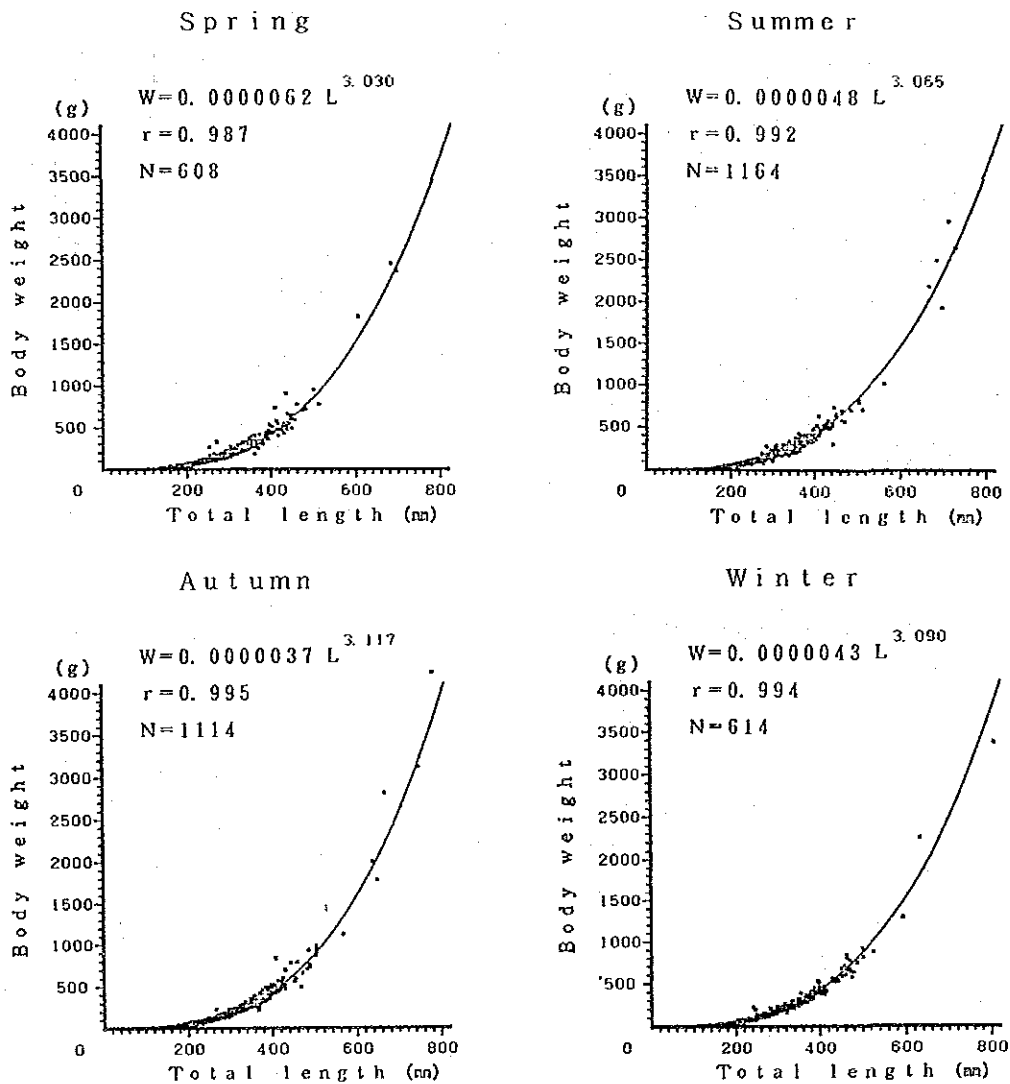 Spring
W=0.0000062 L^3.030
(g)
r=0.987
N=608
4000
3500
3000
2500
2000
1500
1000
500
Body weight
0 200 400 600 800
Total length (mm)
Summer
W=0.0000048 L^3.065
(g)
r=0.992
N=1164
4000
3500
3000
2500
2000
1500
1000
500
Body weight
0 200 400 600 800
Total length (mm)
Autumn
W=0.0000037 L^3.117
(g)
r=0.995
N=1114
4000
3500
3000
2500
2000
1500
1000
500
Body weight
0 200 400 600 800
Total length (mm)
Winter
W=0.0000043 L^3.090
(g)
r=0.994
N=614
4000
3500
3000
2500
2000
1500
1000
500
Body weight
0 200 400 600 800
Total length (mm)